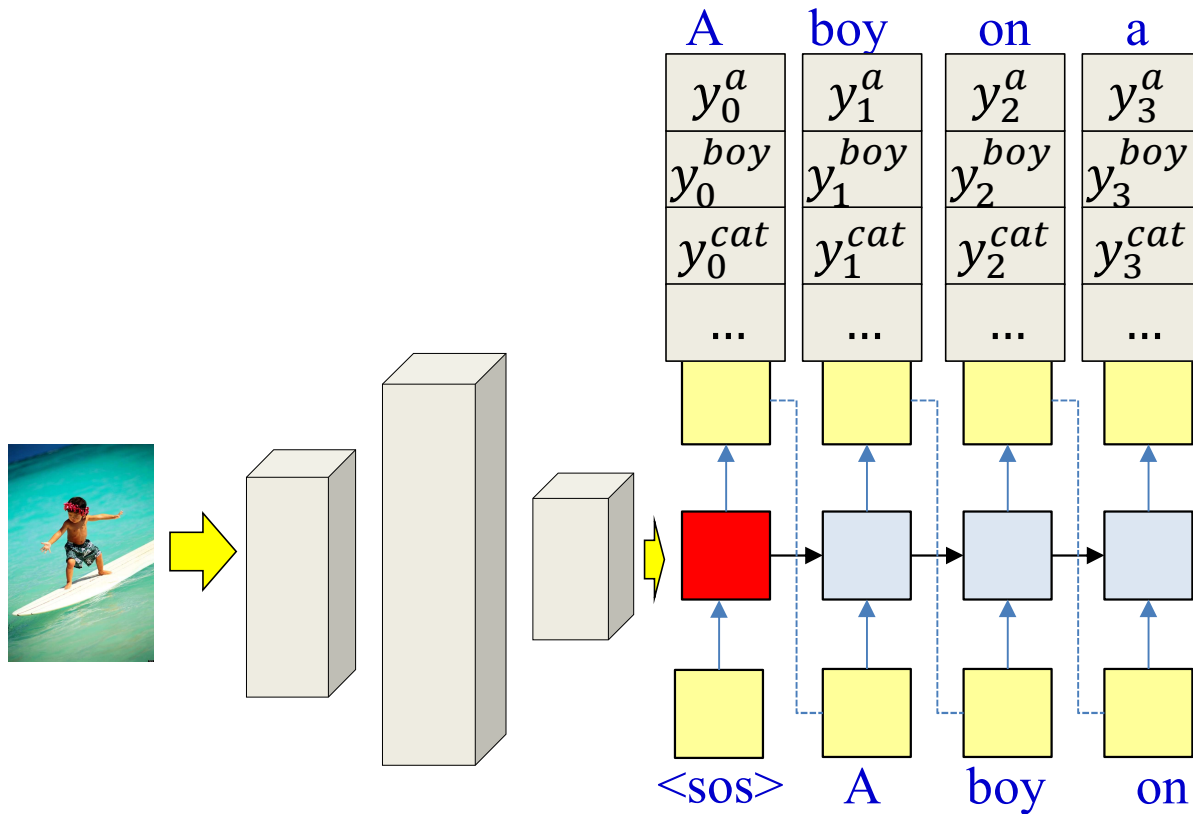 A boy on a
y_0^a y_1^a y_2^a y_3^a
y_0^{boy} y_1^{boy} y_2^{boy} y_3^{boy}
y_0^{cat} y_1^{cat} y_2^{cat} y_3^{cat}
... ... ... ...
<sos> A boy on